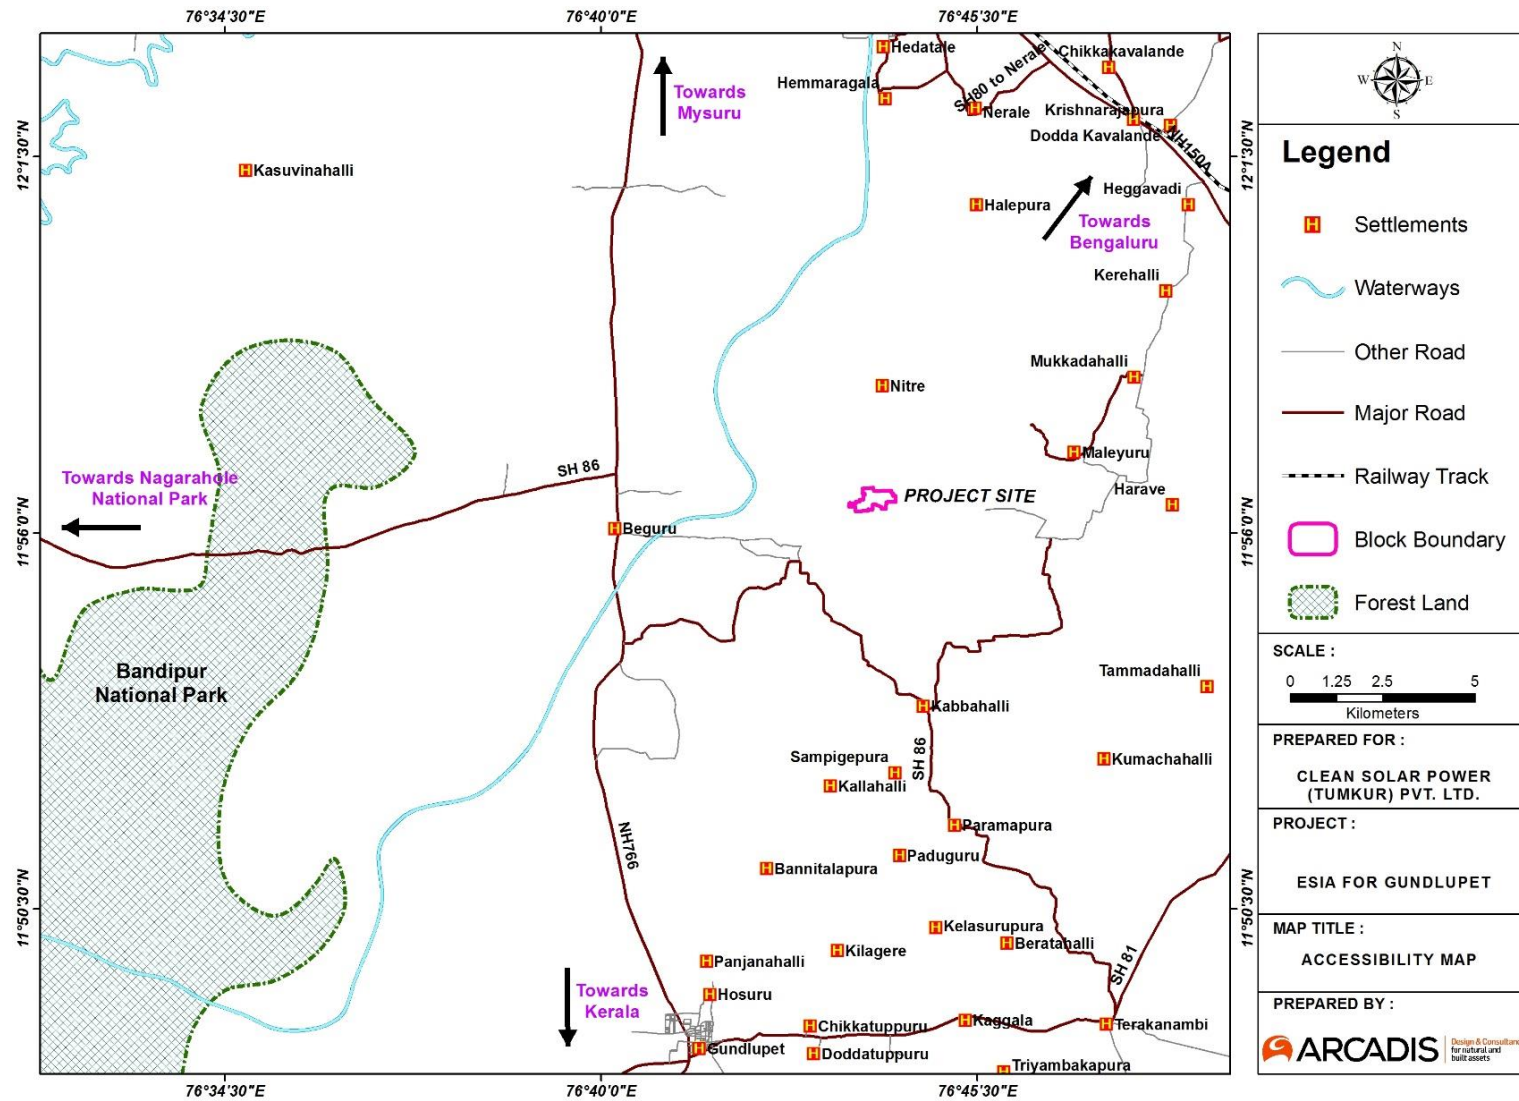 76°34'30"E
76°40'0"E
76°45'30"E
12°1'30"N
11°56'0"N
11°50'30"N
12°1'30"N
11°56'0"N
11°50'30"N
76°34'30"E
76°40'0"E
76°45'30"E
Hedatale
Chikkakavalande
Hemmaragala
SH80 to Nerale
Nerale
Krishnarajapura
Dodda Kavalande
NH150A
Towards
Mysuru
Kasuvinahalli
Heggavadi
Halepura
Towards
Bengaluru
Kerehalli
Mukkadahalli
Nitre
Maleyuru
Harave
SH 86
Towards Nagarahole
National Park
PROJECT SITE
Beguru
Bandipur
National Park
Tammadahalli
Kabbahalli
SH 86
Sampigepura
Kallahalli
Kumachahalli
Paramapura
NH766
Paduguru
Bannitalapura
Kelasurupura
Beratahalli
Kilagere
Panjanahalli
SH 81
Hosuru
Towards
Kerala
Chikkatuppuru
Kaggala
Terakanambi
Gundlupet
Doddatuppuru
Triyambakapura
N
W
E
S
Legend
Settlements
Waterways
Other Road
Major Road
Railway Track
Block Boundary
Forest Land
SCALE :
0 1.25 2.5 5
Kilometers
PREPARED FOR :
CLEAN SOLAR POWER
(TUMKUR) PVT. LTD.
PROJECT :
ESIA FOR GUNDLUPET
MAP TITLE :
ACCESSIBILITY MAP
PREPARED BY :
ARCADIS
Design & Consultancy
for natural and
built assets